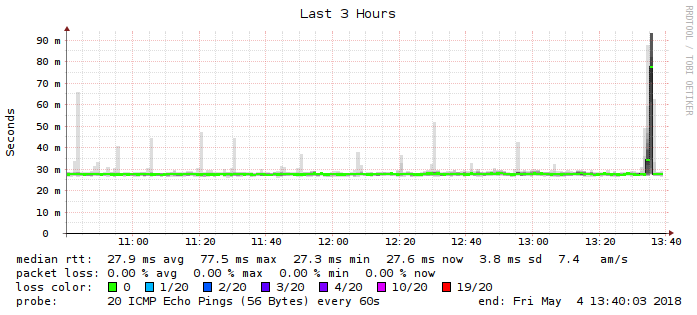 Last 3 Hours
RRDTOOL / TOBI OETIKER
Seconds
90 m
80 m
70 m
60 m
50 m
40 m
30 m
20 m
10 m
0
11:00 11:20 11:40 12:00 12:20 12:40 13:00 13:20 13:40
median rtt: 27.9 ms avg 77.5 ms max 27.3 ms min 27.6 ms now 3.8 ms sd 7.4 am/s
packet loss: 0.00 % avg 0.00 % max 0.00 % min 0.00 % now
loss color: 0 1/20 2/20 3/20 4/20 10/20 19/20
probe: 20 ICMP Echo Pings (56 Bytes) every 60s end: Fri May 4 13:40:03 2018